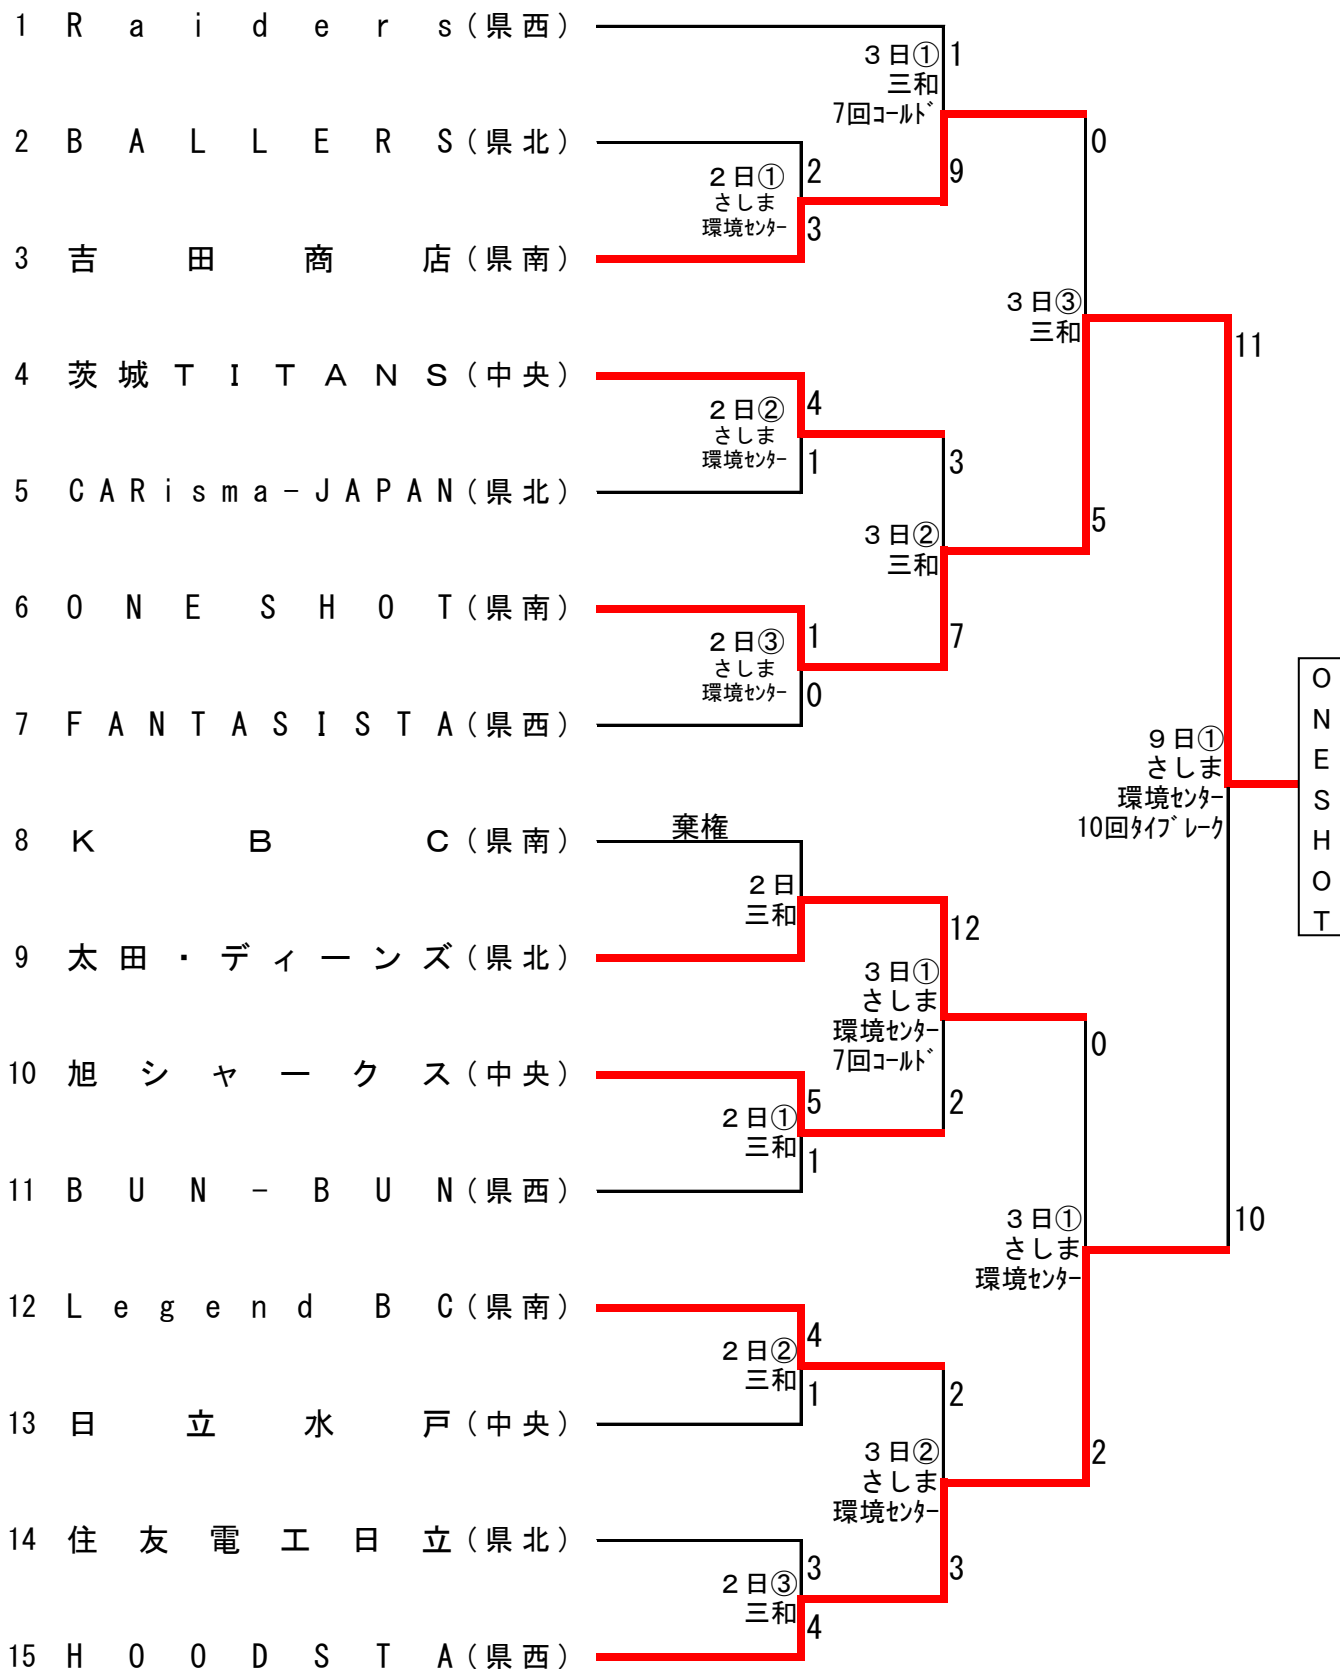 1 Raiders(県西)
3日① 1
三和
7回コールド
2 BALLERS(県北)
0
2日① 2
さしま
環境センター
9
3
3 吉田商店(県南)
3日③
三和
11
4 茨城TITANS(中央)
2日② 4
さしま
環境センター
1
3
5 CARisma-JAPAN(県北)
5
3日②
三和
6 ONE SHOT(県南)
2日③ 1
さしま
環境センター
7
0
7 FANTASISTA(県西)
ONESHOT
9日①
さしま
環境センター
10回タイブレーク
8 KBC(県南)
棄権
2日
三和
12
9 太田・ディーンズ(県北)
3日①
さしま
環境センター
7回コールド
0
10 旭シャークス(中央)
2日① 5
三和
1
2
11 BUN-BUN(県西)
3日①
さしま
環境センター
10
12 Legend BC(県南)
2日② 4
三和
1
2
13 日立水戸(中央)
3日②
さしま
環境センター
2
14 住友電工日立(県北)
2日③ 3
三和
4
3
15 HOODSTA(県西)